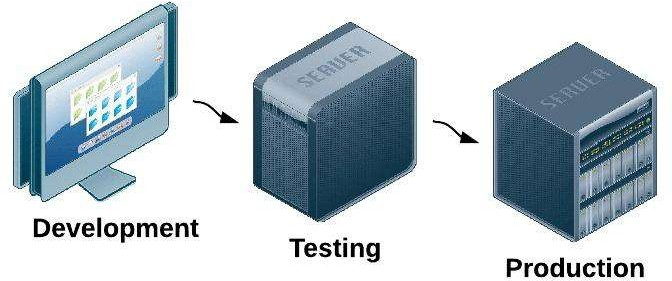 SERVER
SERVER
Development
Testing
Production